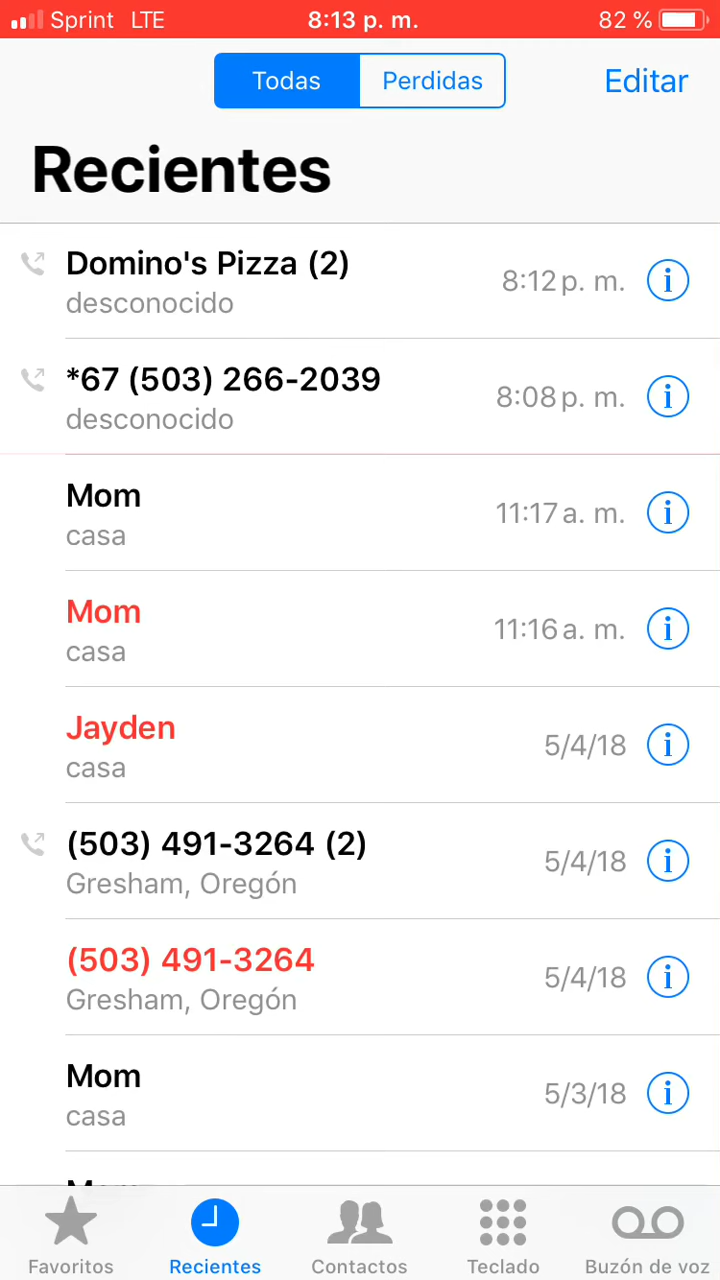 Sprint LTE 8:13 p. m. 82 %
Todas Perdidas Editar
Recientes
Domino's Pizza (2)
desconocido
8:12 p. m.
*67 (503) 266-2039
desconocido
8:08 p. m.
Mom
casa
11:17 a. m.
Mom
casa
11:16 a. m.
Jayden
casa
5/4/18
(503) 491-3264 (2)
Gresham, Oregón
5/4/18
(503) 491-3264
Gresham, Oregón
5/4/18
Mom
casa
5/3/18
Favoritos Recientes Contactos Teclado Buzón de voz